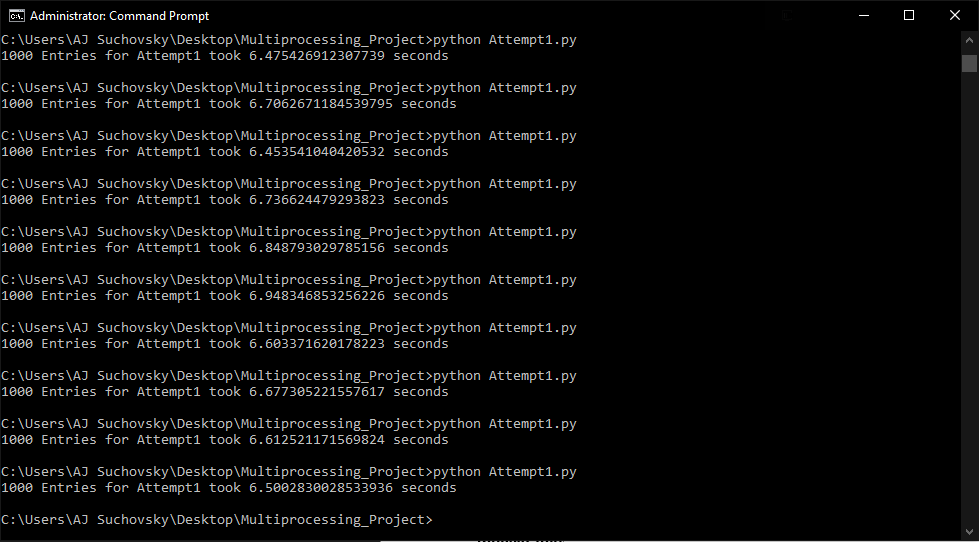 Administrator: Command Prompt
C:\Users\AJ Suchovsky\Desktop\Multiprocessing_Project>python Attempt1.py
1000 Entries for Attempt1 took 6.475426912307739 seconds
C:\Users\AJ Suchovsky\Desktop\Multiprocessing_Project>python Attempt1.py
1000 Entries for Attempt1 took 6.7062671184539795 seconds
C:\Users\AJ Suchovsky\Desktop\Multiprocessing_Project>python Attempt1.py
1000 Entries for Attempt1 took 6.453541040420532 seconds
C:\Users\AJ Suchovsky\Desktop\Multiprocessing_Project>python Attempt1.py
1000 Entries for Attempt1 took 6.736624479293823 seconds
C:\Users\AJ Suchovsky\Desktop\Multiprocessing_Project>python Attempt1.py
1000 Entries for Attempt1 took 6.848793029785156 seconds
C:\Users\AJ Suchovsky\Desktop\Multiprocessing_Project>python Attempt1.py
1000 Entries for Attempt1 took 6.948346853256226 seconds
C:\Users\AJ Suchovsky\Desktop\Multiprocessing_Project>python Attempt1.py
1000 Entries for Attempt1 took 6.603371620178223 seconds
C:\Users\AJ Suchovsky\Desktop\Multiprocessing_Project>python Attempt1.py
1000 Entries for Attempt1 took 6.677305221557617 seconds
C:\Users\AJ Suchovsky\Desktop\Multiprocessing_Project>python Attempt1.py
1000 Entries for Attempt1 took 6.612521171569824 seconds
C:\Users\AJ Suchovsky\Desktop\Multiprocessing_Project>python Attempt1.py
1000 Entries for Attempt1 took 6.5002830028533936 seconds
C:\Users\AJ Suchovsky\Desktop\Multiprocessing_Project>